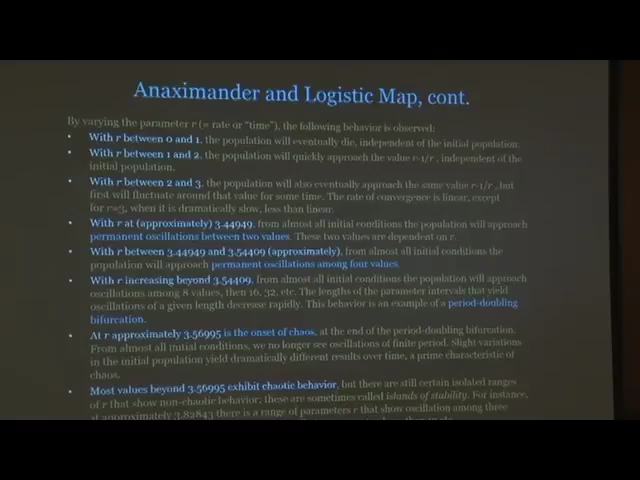 Anaximander and Logistic Map, cont.
By varying the parameter r (= rate or "time"), the following behavior is observed:
• With r between 0 and 1, the population will eventually die, independent of the initial population.
• With r between 1 and 2, the population will quickly approach the value r-1/r , independent of the
initial population.
• With r between 2 and 3, the population will also eventually approach the same value r-1/r , but
first will fluctuate around that value for some time. The rate of convergence is linear, except
for r=3, when it is dramatically slow, less than linear.
• With r at (approximately) 3.44949, from almost all initial conditions the population will approach
permanent oscillations between two values. These two values are dependent on r.
• With r between 3.44949 and 3.54409 (approximately), from almost all initial conditions the
population will approach permanent oscillations among four values.
• With r increasing beyond 3.54409, from almost all initial conditions the population will approach
oscillations among 8 values, then 16, 32, etc. The lengths of the parameter intervals that yield
oscillations of a given length decrease rapidly. This behavior is an example of a period-doubling
bifurcation.
• At r approximately 3.56995 is the onset of chaos, at the end of the period-doubling bifurcation.
From almost all initial conditions, we no longer see oscillations of finite period. Slight variations
in the initial population yield dramatically different results over time, a prime characteristic of
chaos.
• Most values beyond 3.56995 exhibit chaotic behavior, but there are still certain isolated ranges
of r that show non-chaotic behavior; these are sometimes called islands of stability. For instance,
at approximately 3.82843 there is a range of parameters r that show oscillation among three